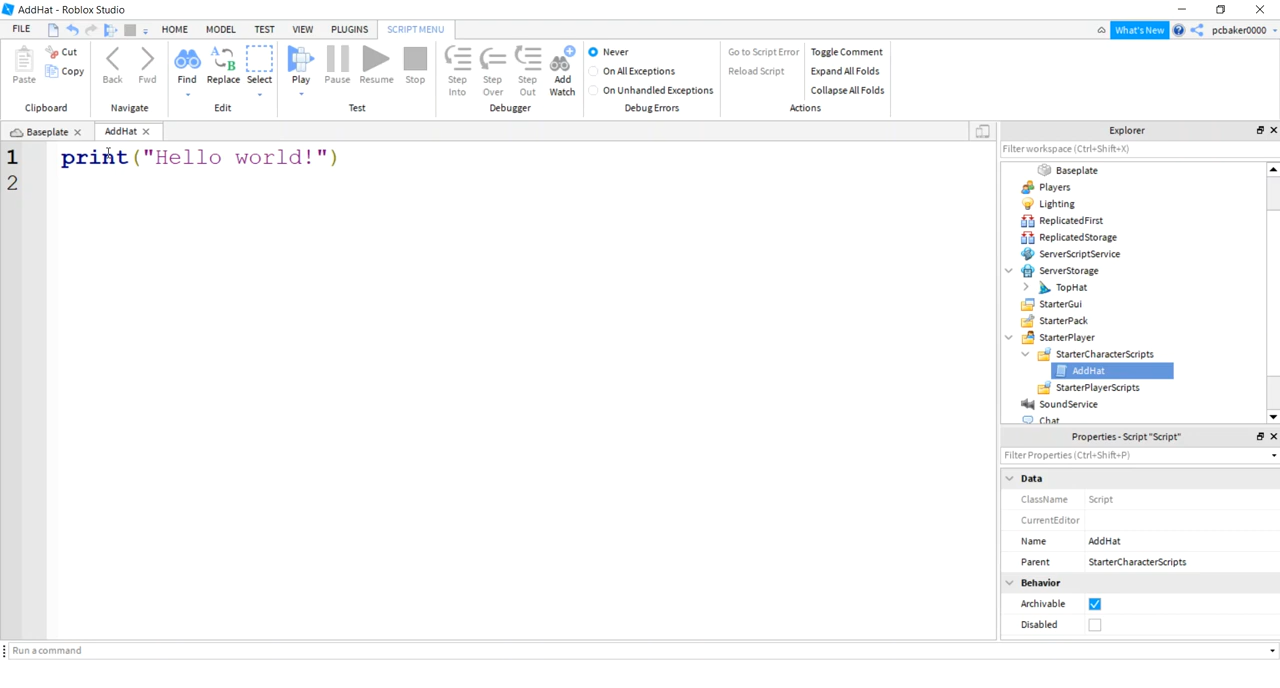 AddHat - Roblox Studio
FILE HOME MODEL TEST VIEW PLUGINS SCRIPT MENU What's New pcbaker0000
Paste Cut Copy Back Fwd Find Replace Select Play Pause Resume Stop Step Into Step Over Step Out Add Watch
Never
On All Exceptions
On Unhandled Exceptions
Go to Script Error
Reload Script
Toggle Comment
Expand All Folds
Collapse All Folds
Clipboard Navigate Edit Test Debugger Debug Errors Actions
Baseplate AddHat
1 print("Hello world!")
2
Explorer
Filter workspace (Ctrl+Shift+X)
Baseplate
Players
Lighting
ReplicatedFirst
ReplicatedStorage
ServerScriptService
ServerStorage
TopHat
StarterGui
StarterPack
StarterPlayer
StarterCharacterScripts
AddHat
StarterPlayerScripts
SoundService
Chat
Properties - Script "Script"
Filter Properties (Ctrl+Shift+P)
Data
ClassName Script
CurrentEditor
Name AddHat
Parent StarterCharacterScripts
Behavior
Archivable
Disabled
Run a command